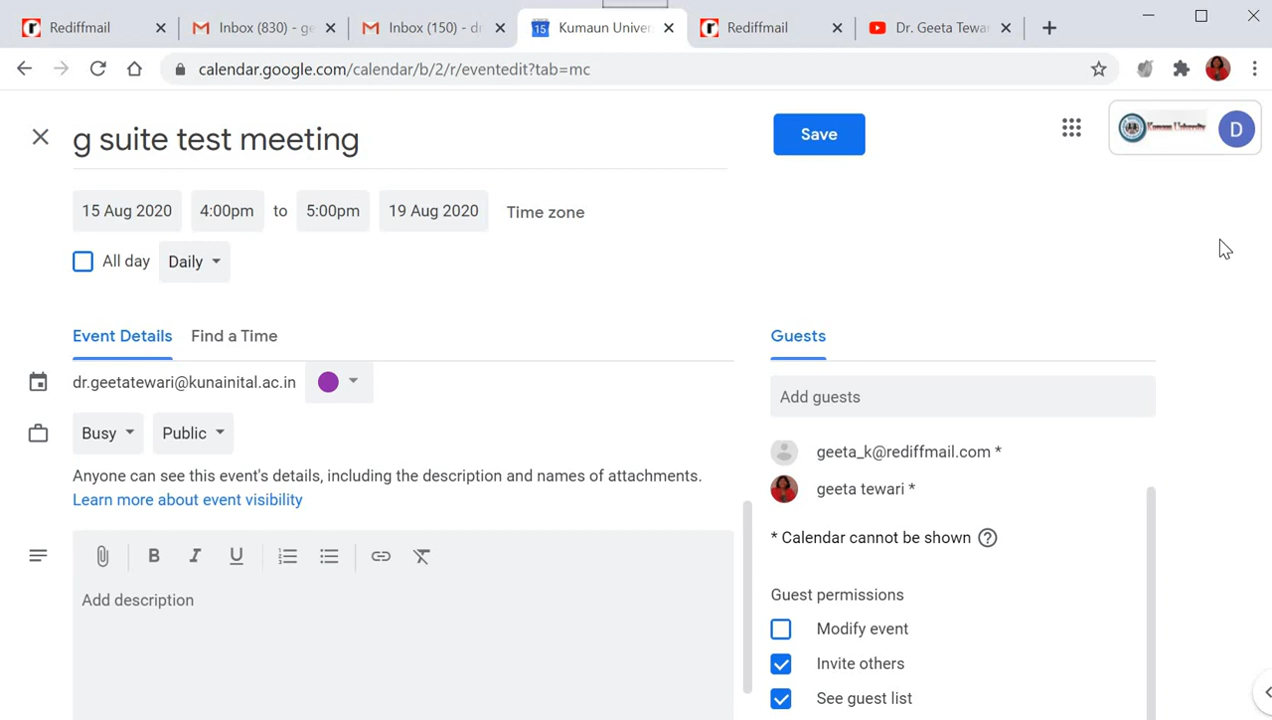 Rediffmail
Inbox (830) - ge
Inbox (150) - dr
15 Kumaun Univer
Rediffmail
Dr. Geeta Tewar
calendar.google.com/calendar/b/2/r/eventedit?tab=mc
g suite test meeting
Save
Kumaun University
D
15 Aug 2020 4:00pm to 5:00pm 19 Aug 2020 Time zone
All day Daily
Event Details Find a Time
Guests
dr.geetatewari@kunainital.ac.in
Add guests
Busy Public
geeta_k@rediffmail.com *
Anyone can see this event's details, including the description and names of attachments.
Learn more about event visibility
geeta tewari *
* Calendar cannot be shown ?
B I U
Add description
Guest permissions
Modify event
Invite others
See guest list